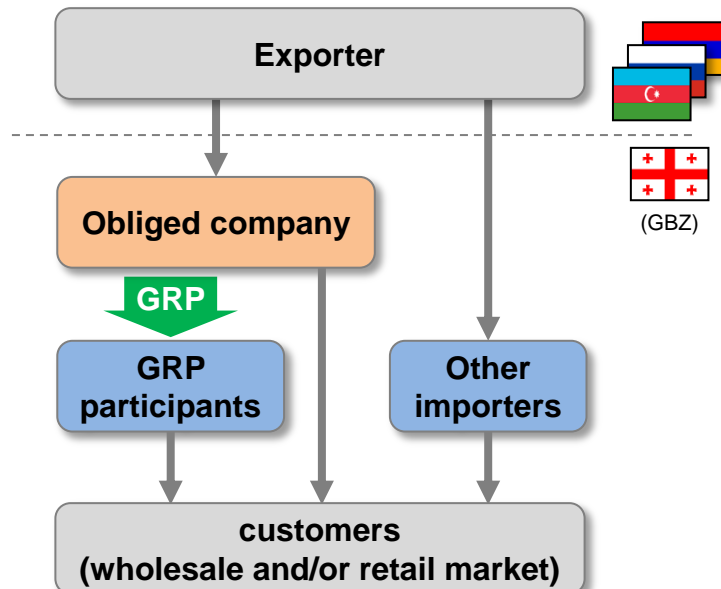 Exporter
Obliged company
(GBZ)
GRP
GRP
participants
Other
importers
customers
(wholesale and/or retail market)